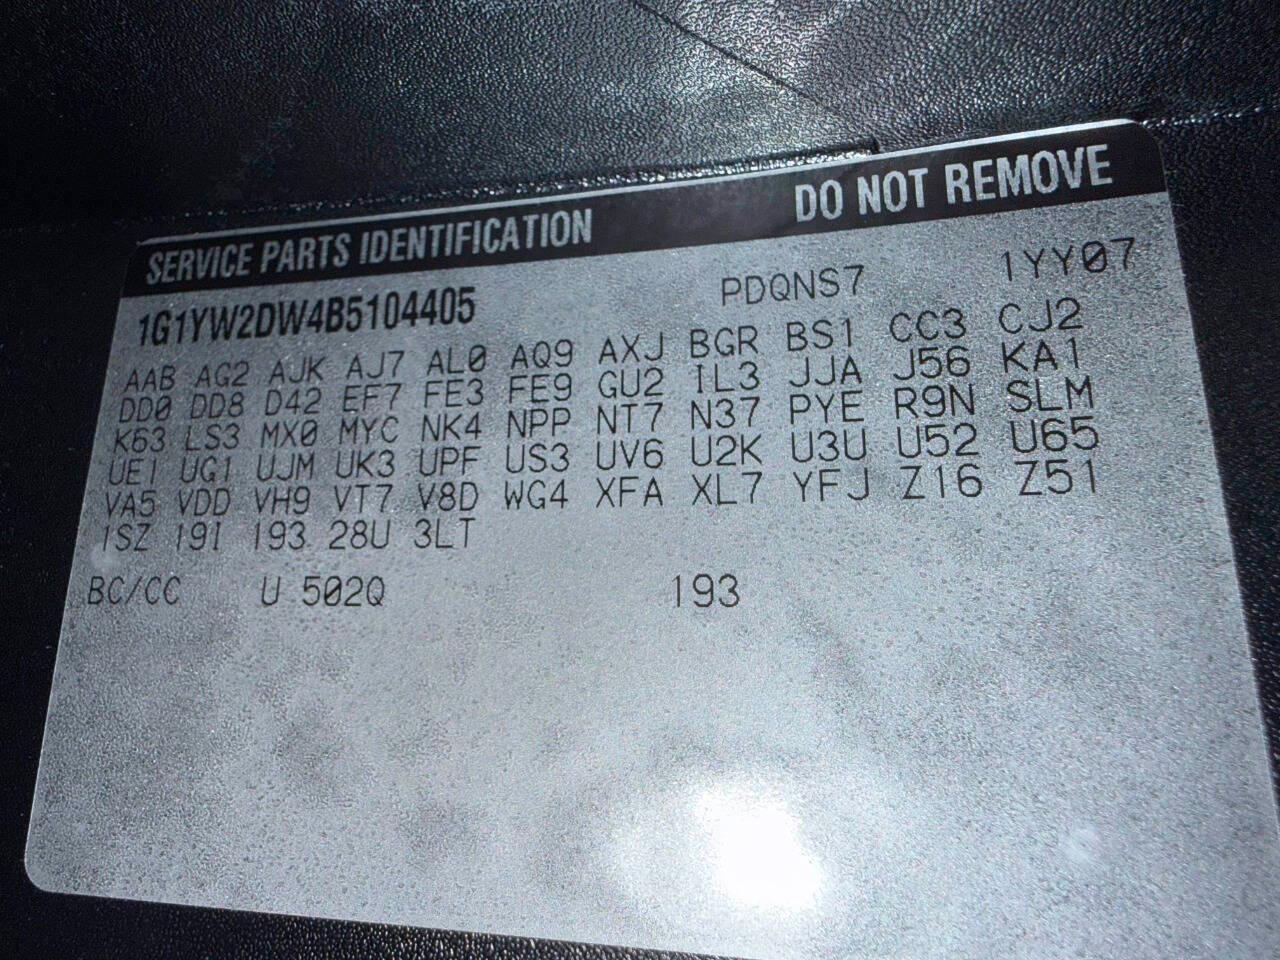 SERVICE PARTS IDENTIFICATION DO NOT REMOVE
1G1YW2DW4B5104405 PDQNS7 1YY07
AAB AG2 AJK AJ7 AL0 AQ9 AXJ BGR BS1 CC3 CJ2
DD0 DD8 D42 EF7 FE3 FE9 GU2 IL3 JJA J56 KA1
K63 LS3 MX0 MYC NK4 NPP NT7 N37 PYE R9N SLM
UE1 UG1 UJM UK3 UPF US3 UV6 U2K U3U U52 U65
VA5 VDD VH9 VT7 V8D WG4 XFA XL7 YFJ Z16 Z51
1SZ 19I 193 28U 3LT
BC/CC U 502Q 193